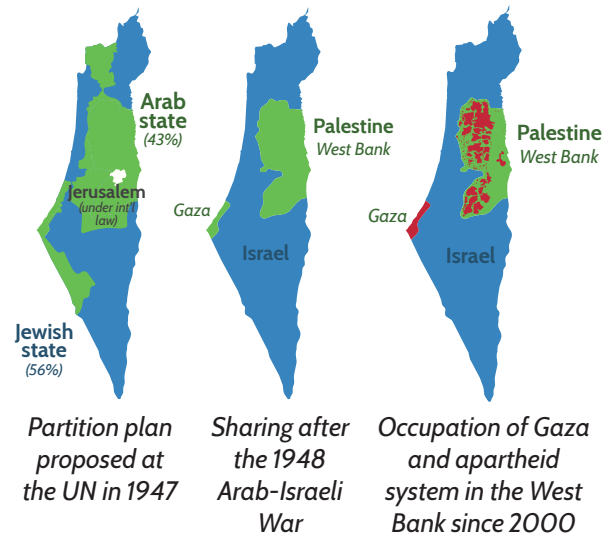 Arab
state
(43%)
Jerusalem
(under int'l
law)
Jewish
state
(56%)
Partition plan
proposed at
the UN in 1947
Palestine
West Bank
Gaza
Israel
Sharing after
the 1948
Arab-Israeli
War
Palestine
West Bank
Gaza
Israel
Occupation of Gaza
and apartheid
system in the West
Bank since 2000